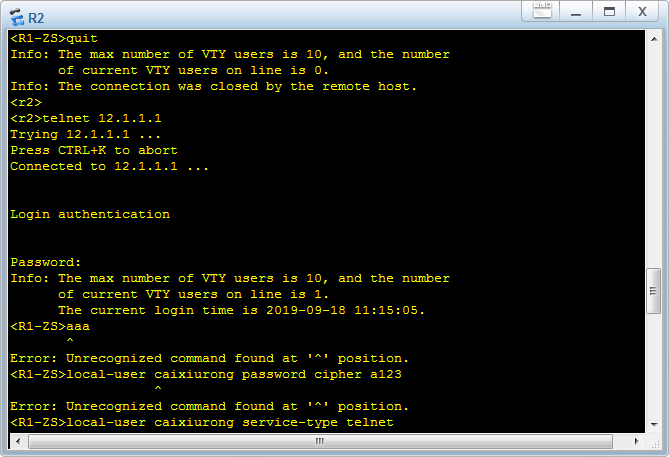 R2
<R1-ZS>quit
Info: The max number of VTY users is 10, and the number
      of current VTY users on line is 0.
Info: The connection was closed by the remote host.
<r2>
<r2>telnet 12.1.1.1
Trying 12.1.1.1 ...
Press CTRL+K to abort
Connected to 12.1.1.1 ...
Login authentication
Password:
Info: The max number of VTY users is 10, and the number
      of current VTY users on line is 1.
      The current login time is 2019-09-18 11:15:05.
<R1-ZS>aaa
       ^
Error: Unrecognized command found at '^' position.
<R1-ZS>local-user caixiurong password cipher a123
                  ^
Error: Unrecognized command found at '^' position.
<R1-ZS>local-user caixiurong service-type telnet